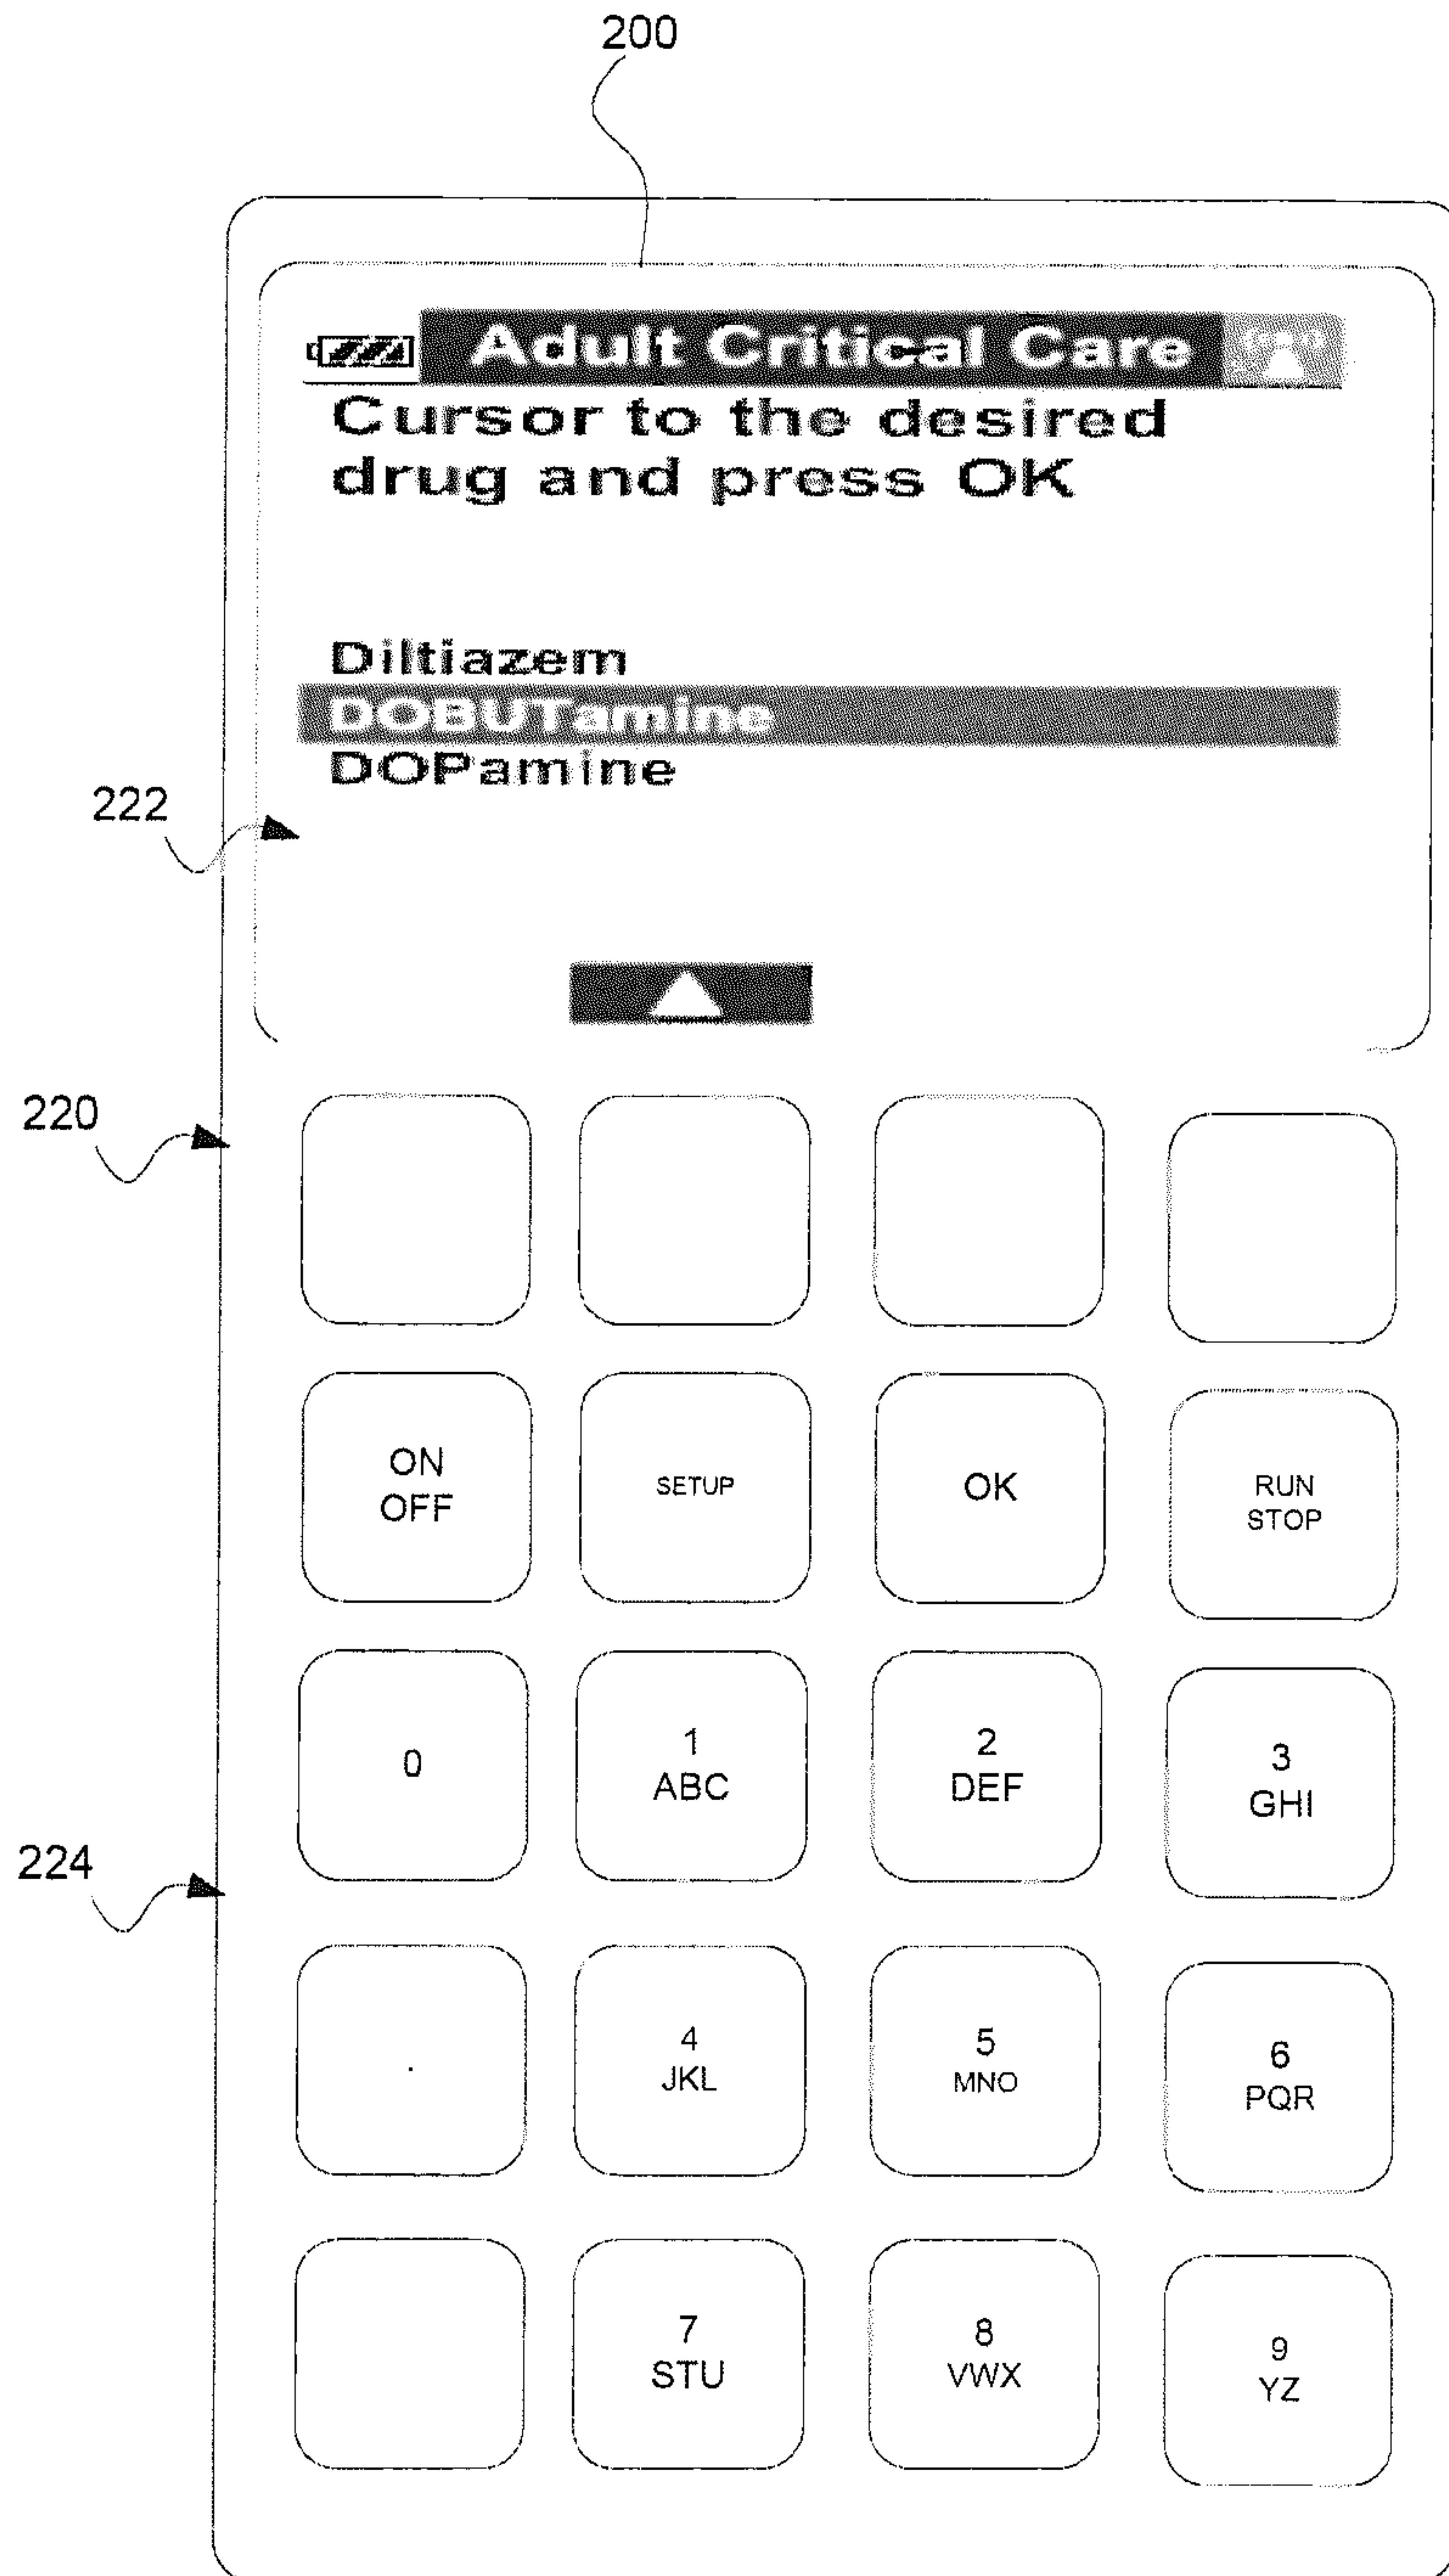 200
Adult Critical Care
Cursor to the desired
drug and press OK
Diltiazem
DOBUTamine
DOPamine
222
220
ON
OFF
SETUP
OK
RUN
STOP
0
1
ABC
2
DEF
3
GHI
224
.
4
JKL
5
MNO
6
PQR
7
STU
8
VWX
9
YZ